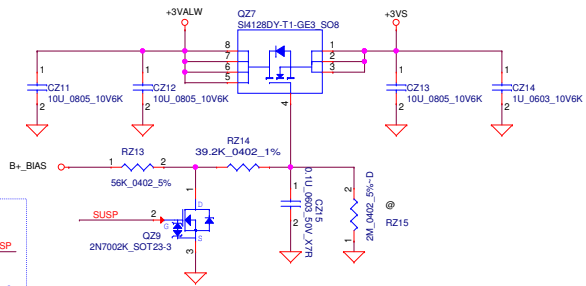 +3VALW
QZ7
SI4128DY-T1-GE3_SO8
+3VS
8
7
6
5
1
2
3
4
1
CZ11
2
10U_0805_10V6K
1
CZ12
2
10U_0805_10V6K
1
CZ13
2
10U_0805_10V6K
1
CZ14
2
1U_0603_10V6K
B+_BIAS
1
RZ13
2
56K_0402_5%
RZ14
39.2K_0402_1%
1
CZ15
2
0.1U_0603_50V_X7R
2
1
2M_0402_5%~D
@
RZ15
SUSP
2
1
D
G
S
3
QZ9
2N7002K_SOT23-3
SP